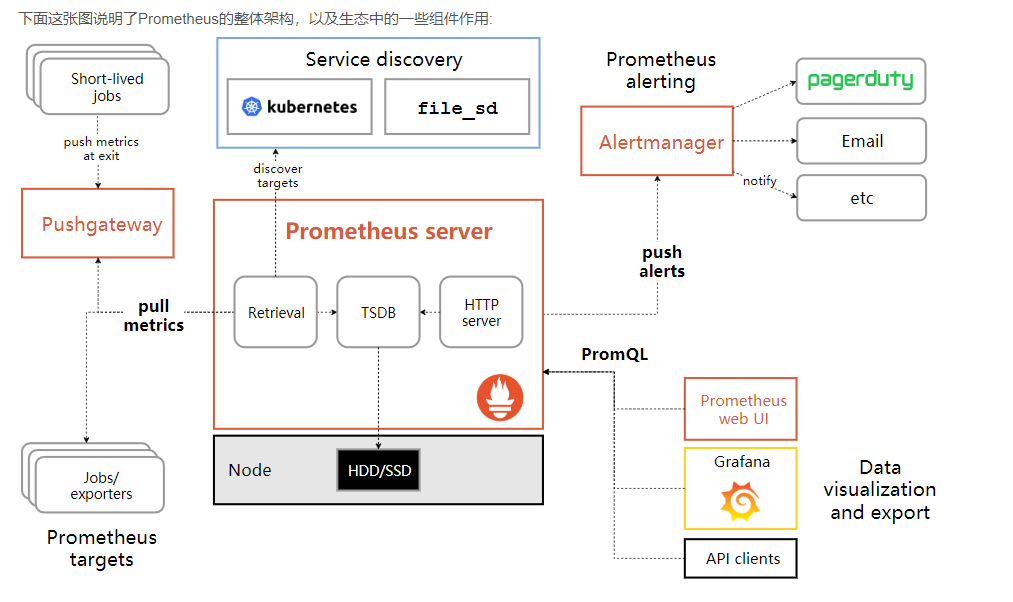 下面这张图说明了Prometheus的整体架构，以及生态中的一些组件作用:
Short-lived
jobs
push metrics
at exit
Pushgateway
Service discovery
kubernetes
file_sd
discover
targets
Prometheus
alerting
Alertmanager
pagerduty
Email
notify
etc
Prometheus server
Retrieval
TSDB
HTTP
server
pull
metrics
push
alerts
PromQL
Node
HDD/SSD
Jobs/
exporters
Prometheus
targets
Prometheus
web UI
Grafana
API clients
Data
visualization
and export